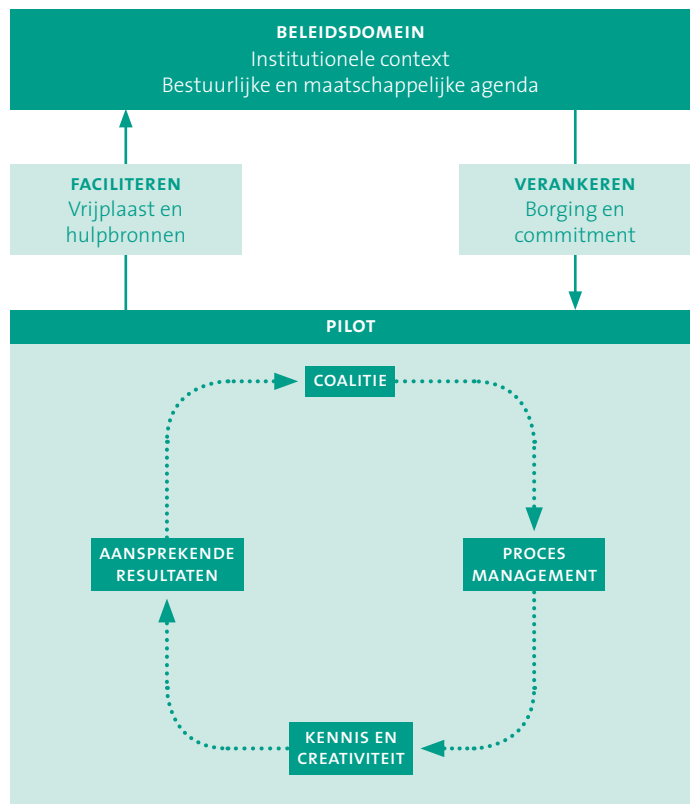 BELEIDSDOMEIN
Institutionele context
Bestuurlijke en maatschappelijke agenda
FACILITEREN
Vrijplaast en
hulpbronnen
VERANKEREN
Borging en
commitment
PILOT
COALITIE
AANSPREKENDE
RESULTATEN
PROCES
MANAGEMENT
KENNIS EN
CREATIVITEIT